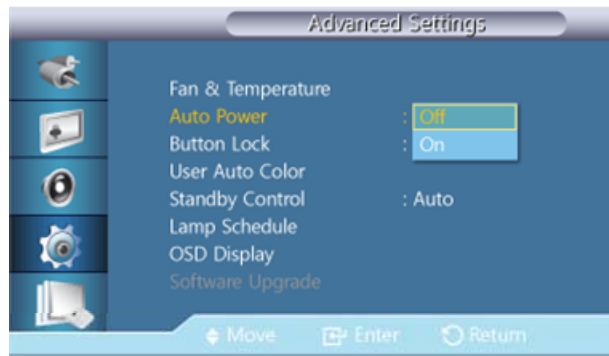 Advanced Settings
Fan & Temperature
Auto Power : Off
Button Lock : On
User Auto Color
Standby Control : Auto
Lamp Schedule
OSD Display
Software Upgrade
Move Enter Return